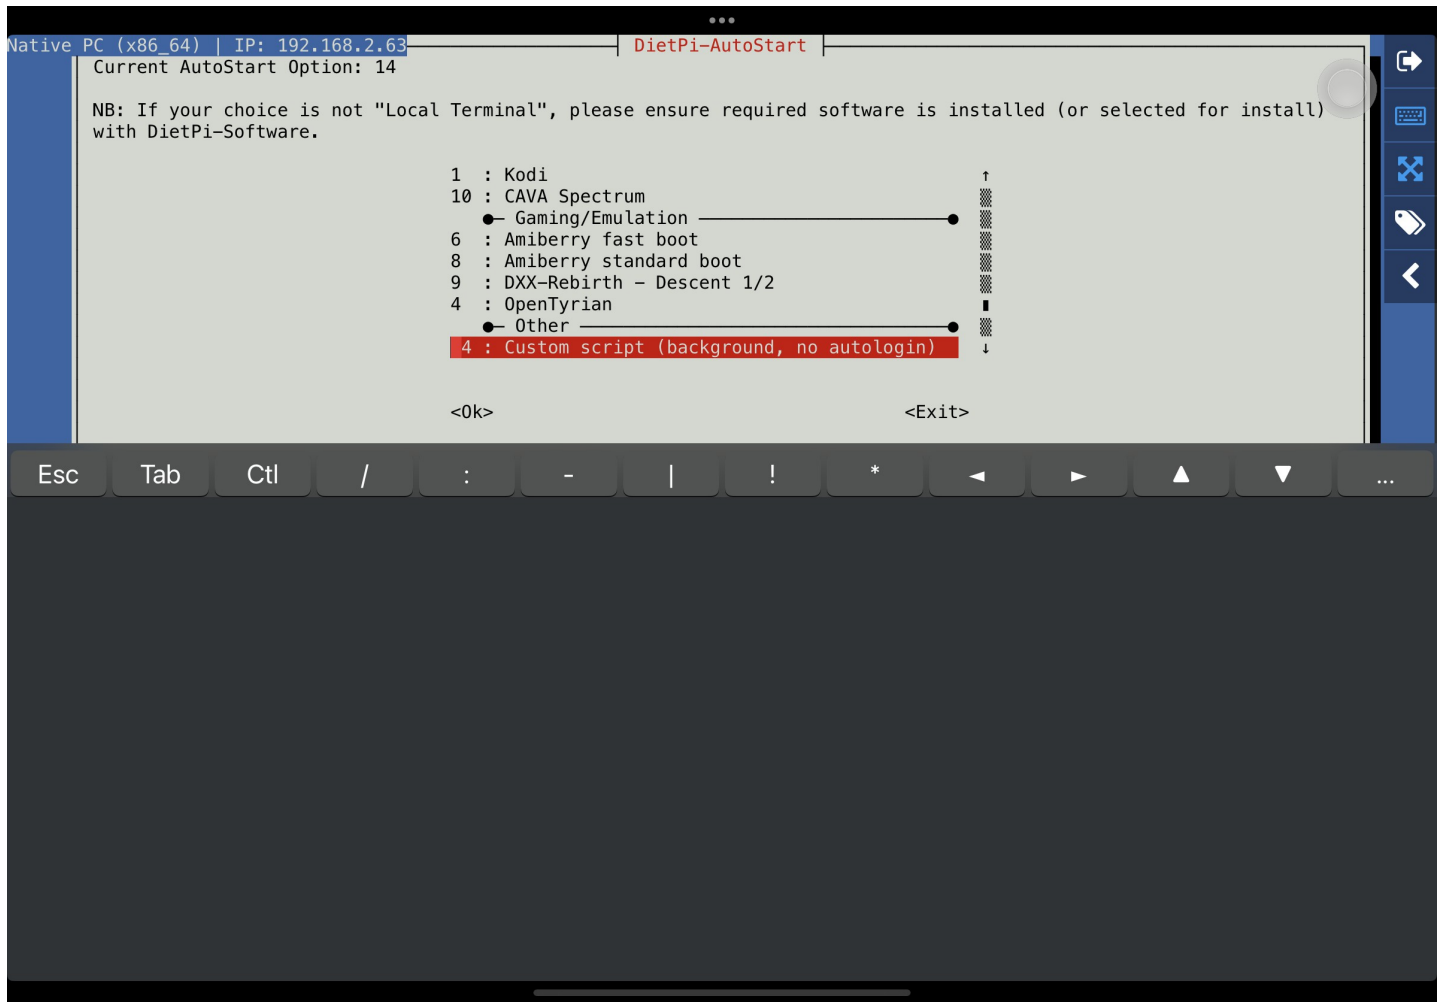 Native PC (x86_64) | IP: 192.168.2.63
DietPi-AutoStart
Current AutoStart Option: 14
NB: If your choice is not "Local Terminal", please ensure required software is installed (or selected for install)
with DietPi-Software.
1 : Kodi
10 : CAVA Spectrum
●─ Gaming/Emulation ─●
6 : Amiberry fast boot
8 : Amiberry standard boot
9 : DXX-Rebirth - Descent 1/2
4 : OpenTyrian
●─ Other ─●
4 : Custom script (background, no autologin)
<Ok> <Exit>
Esc Tab Ctl / : - | ! * ◄ ► ▲ ▼ ...